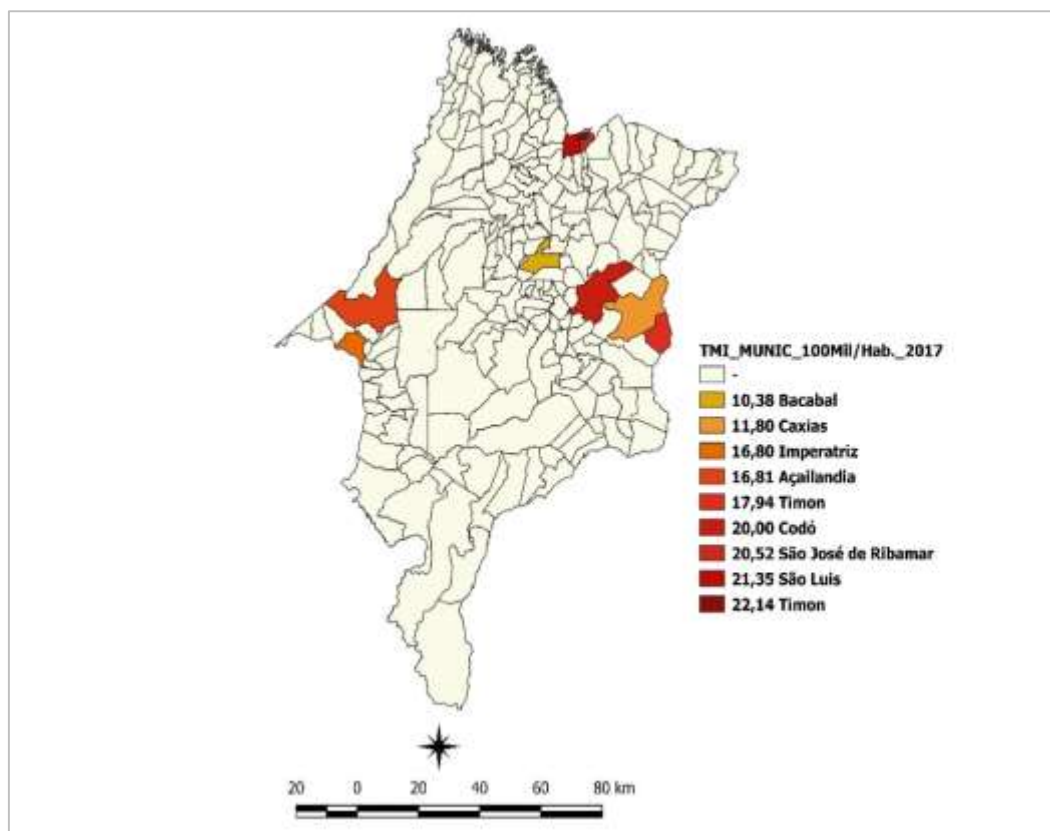 TMI_MUNIC_100Mil/Hab._2017
-
10,38 Bacabal
11,80 Caxias
16,80 Imperatriz
16,81 Açailandia
17,94 Timon
20,00 Codó
20,52 São José de Ribamar
21,35 São Luis
22,14 Timon
20 0 20 40 60 80 km